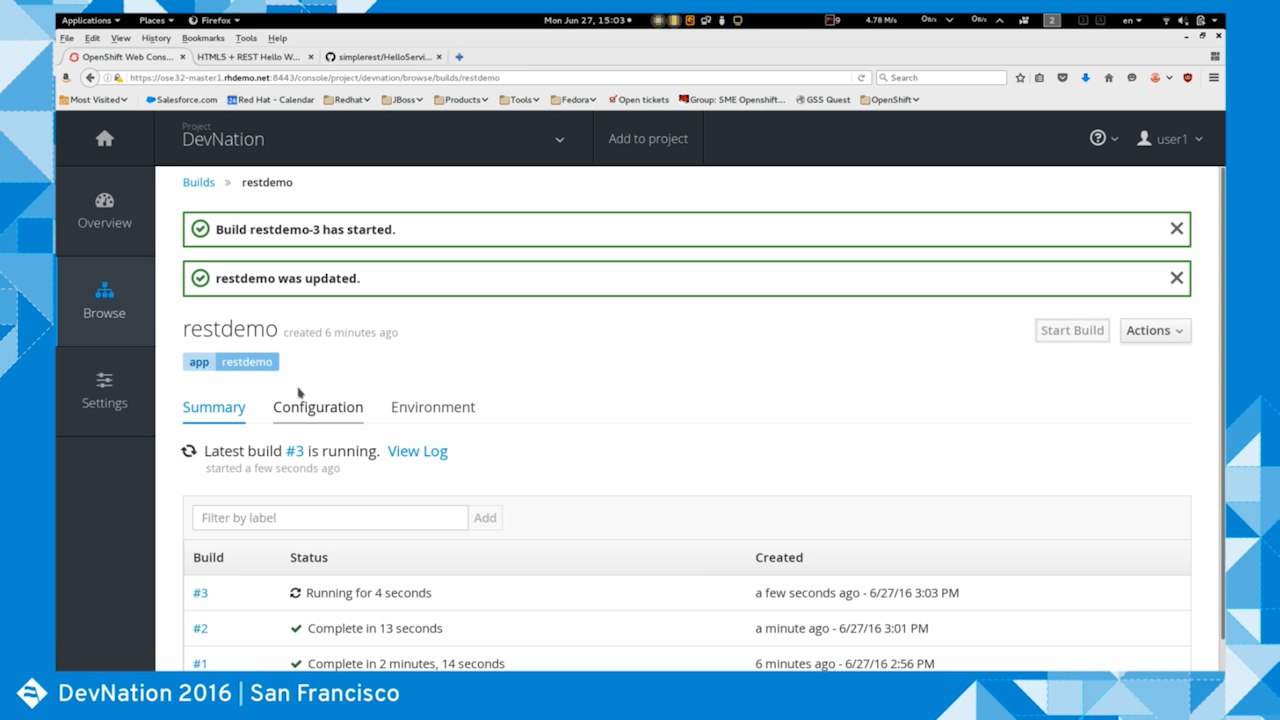 Applications Places Firefox Mon Jun 27, 15:03 9 4.78 M/s 0B/s 0B/s 2 en
File Edit View History Bookmarks Tools Help
OpenShift Web Cons... × HTML5 + REST Hello W... × simplerest/HelloServi... ×
https://ose32-master1.rhdemo.net:8443/console/project/devnation/browse/builds/restdemo Search
Most Visited Salesforce.com Red Hat - Calendar Redhat JBoss Products Tools Fedora Open tickets Group: SME Openshift... GSS Quest OpenShift
Project
DevNation Add to project user1
Overview
Browse
Settings
Builds » restdemo
Build restdemo-3 has started.
restdemo was updated.
restdemo created 6 minutes ago Start Build Actions
app restdemo
Summary Configuration Environment
Latest build #3 is running. View Log
started a few seconds ago
Filter by label Add
Build Status Created
#3 Running for 4 seconds a few seconds ago - 6/27/16 3:03 PM
#2 Complete in 13 seconds a minute ago - 6/27/16 3:01 PM
#1 Complete in 2 minutes, 14 seconds 6 minutes ago - 6/27/16 2:56 PM
DevNation 2016 | San Francisco